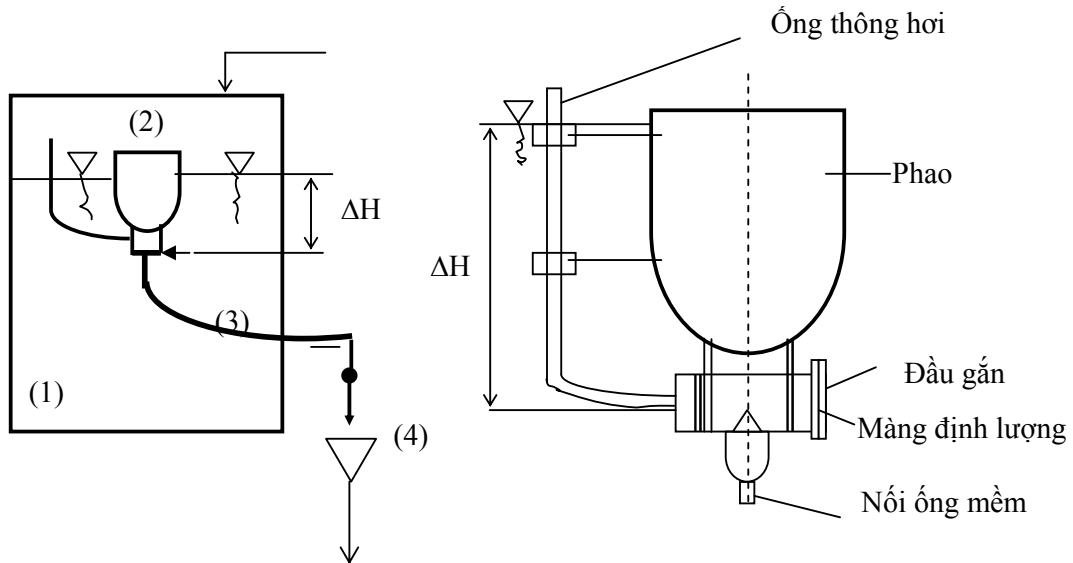 (2)
ΔH
(3)
(1)
(4)
Ống thông hơi
Phao
ΔH
Đầu gắn
Màng định lượng
Nối ống mềm